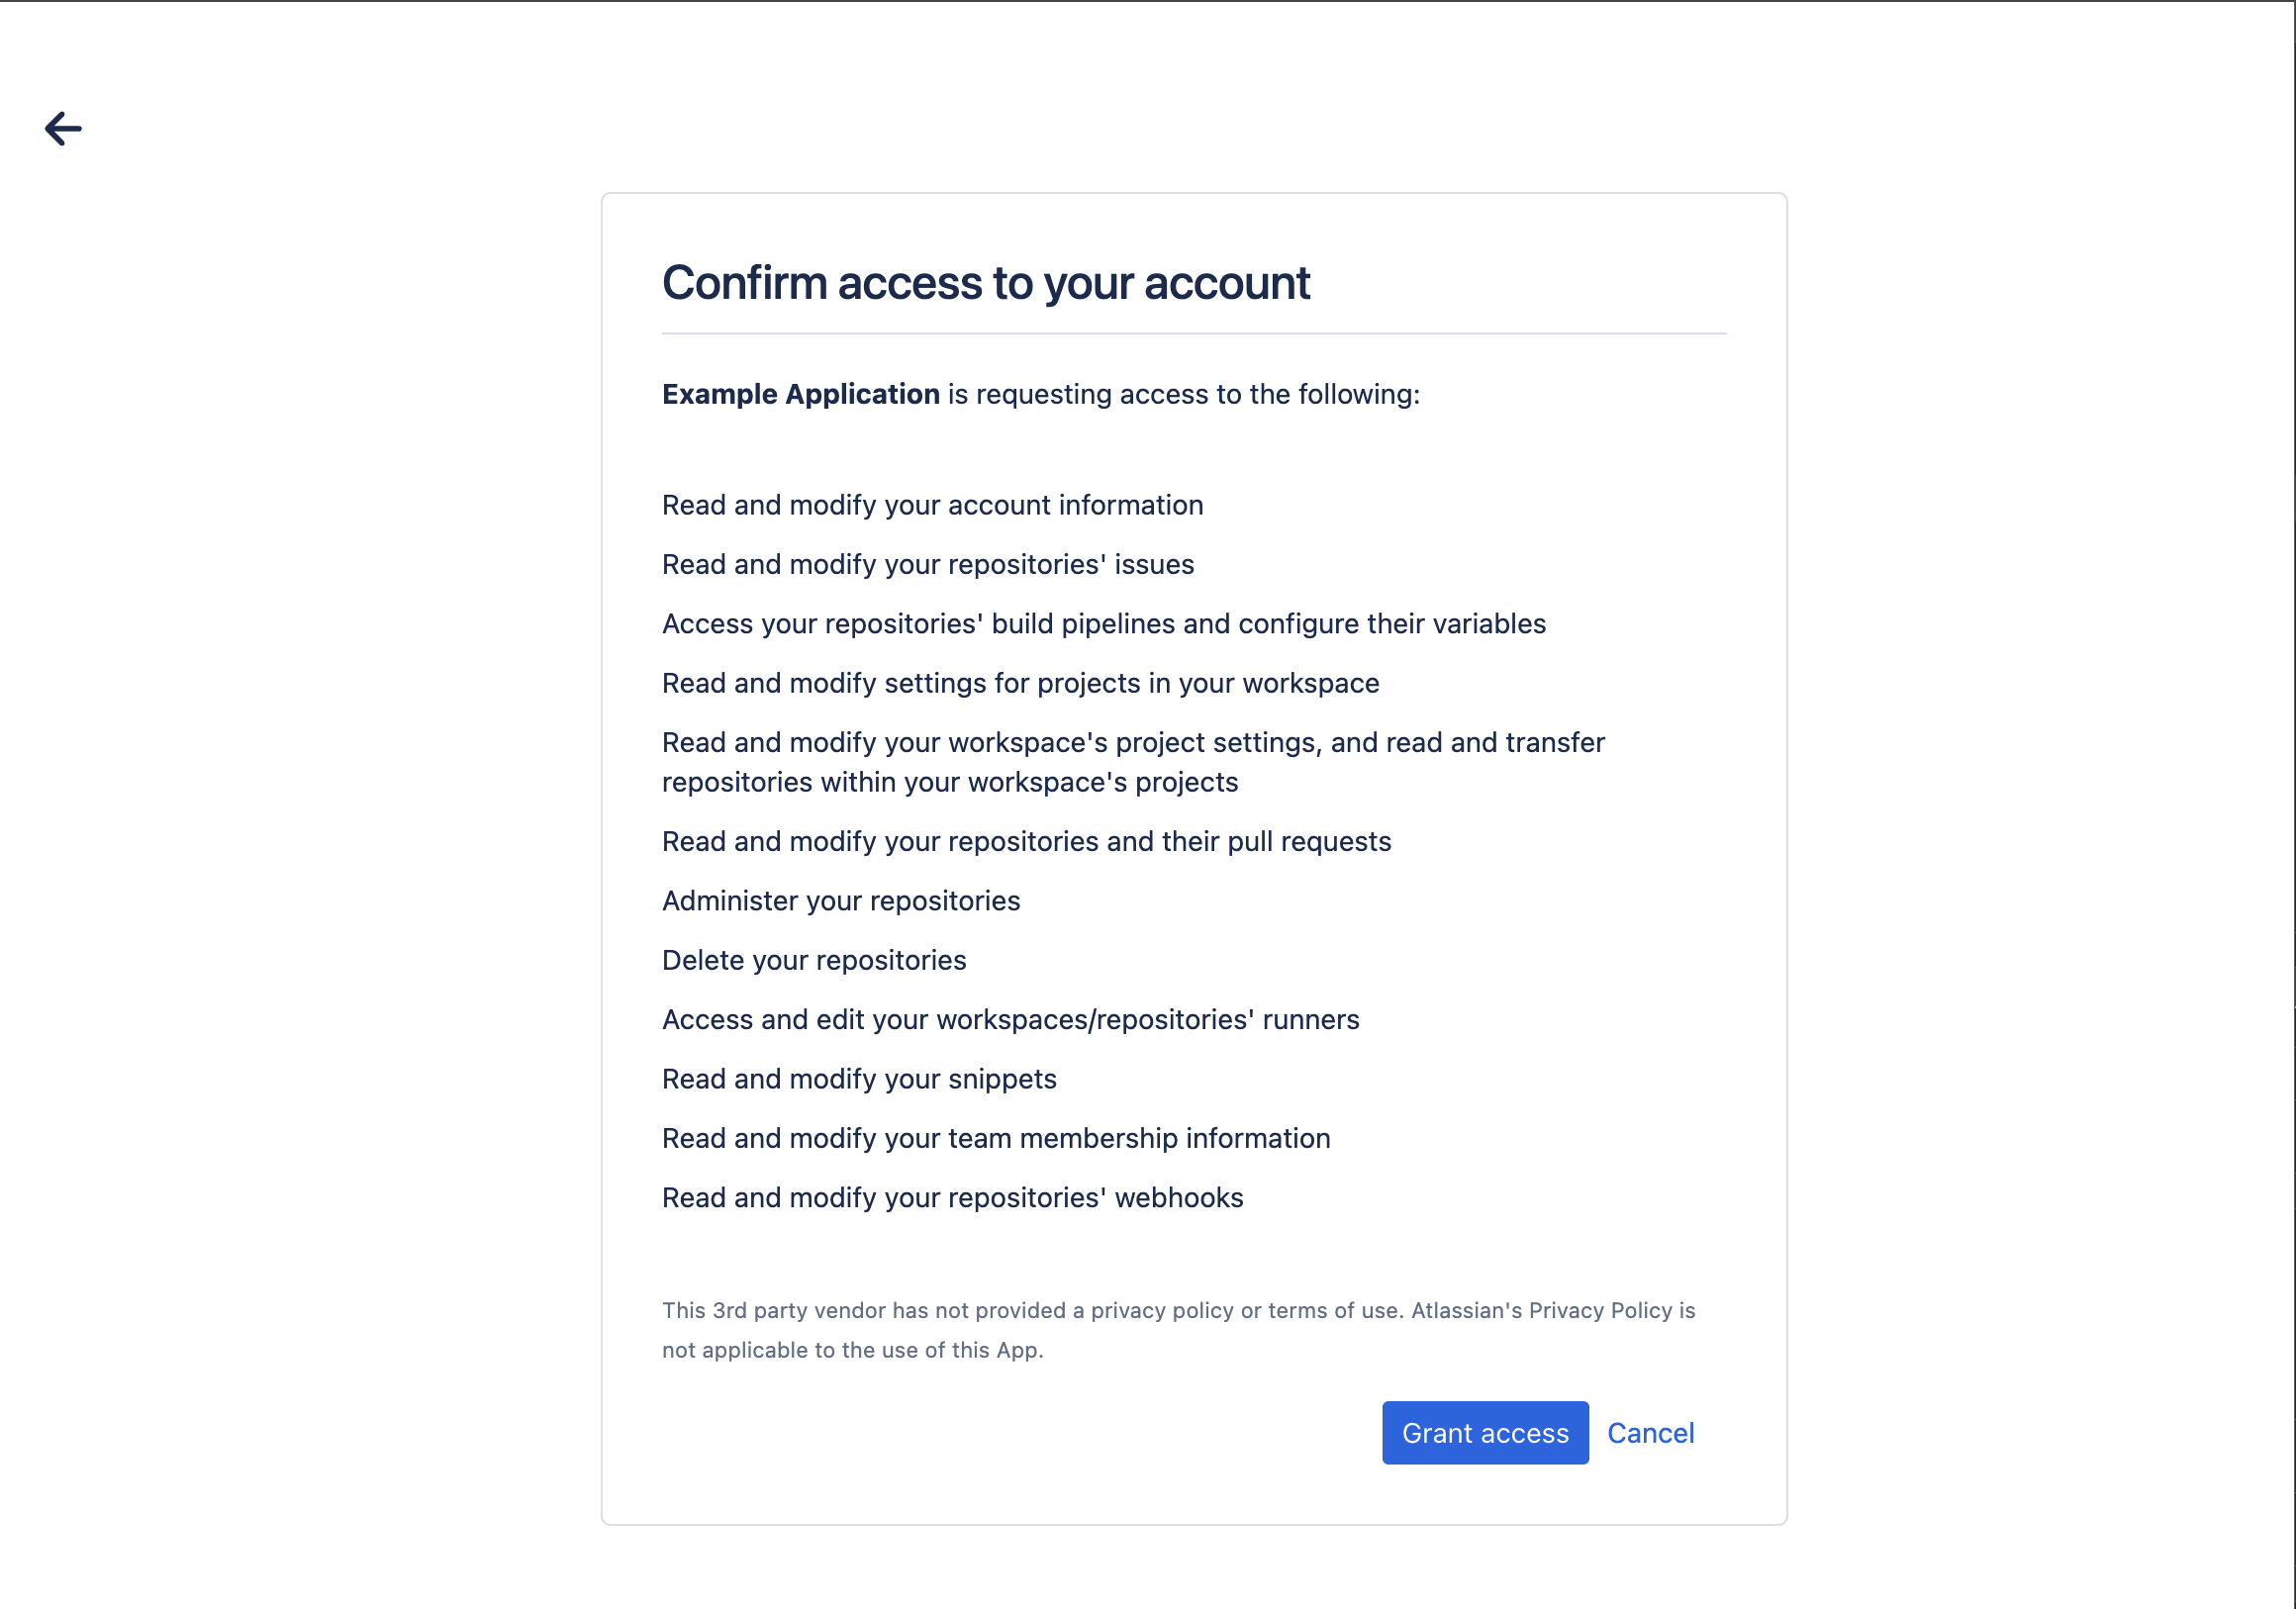 Confirm access to your account
Example Application is requesting access to the following:
Read and modify your account information
Read and modify your repositories' issues
Access your repositories' build pipelines and configure their variables
Read and modify settings for projects in your workspace
Read and modify your workspace's project settings, and read and transfer
repositories within your workspace's projects
Read and modify your repositories and their pull requests
Administer your repositories
Delete your repositories
Access and edit your workspaces/repositories' runners
Read and modify your snippets
Read and modify your team membership information
Read and modify your repositories' webhooks
This 3rd party vendor has not provided a privacy policy or terms of use. Atlassian's Privacy Policy is
not applicable to the use of this App.
Grant access Cancel